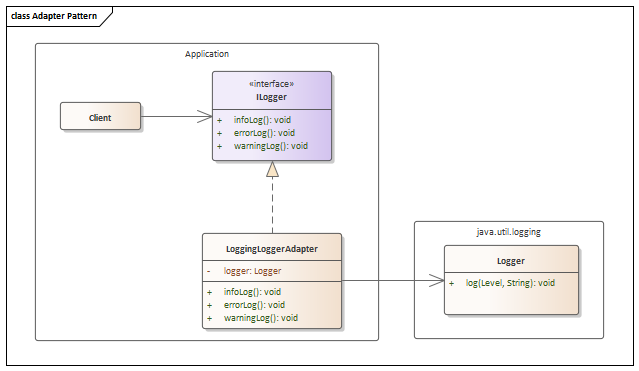 class Adapter Pattern
Application
«interface»
ILogger
+ infoLog(): void
+ errorLog(): void
+ warningLog(): void
Client
LoggingLoggerAdapter
- logger: Logger
+ infoLog(): void
+ errorLog(): void
+ warningLog(): void
java.util.logging
Logger
+ log(Level, String): void